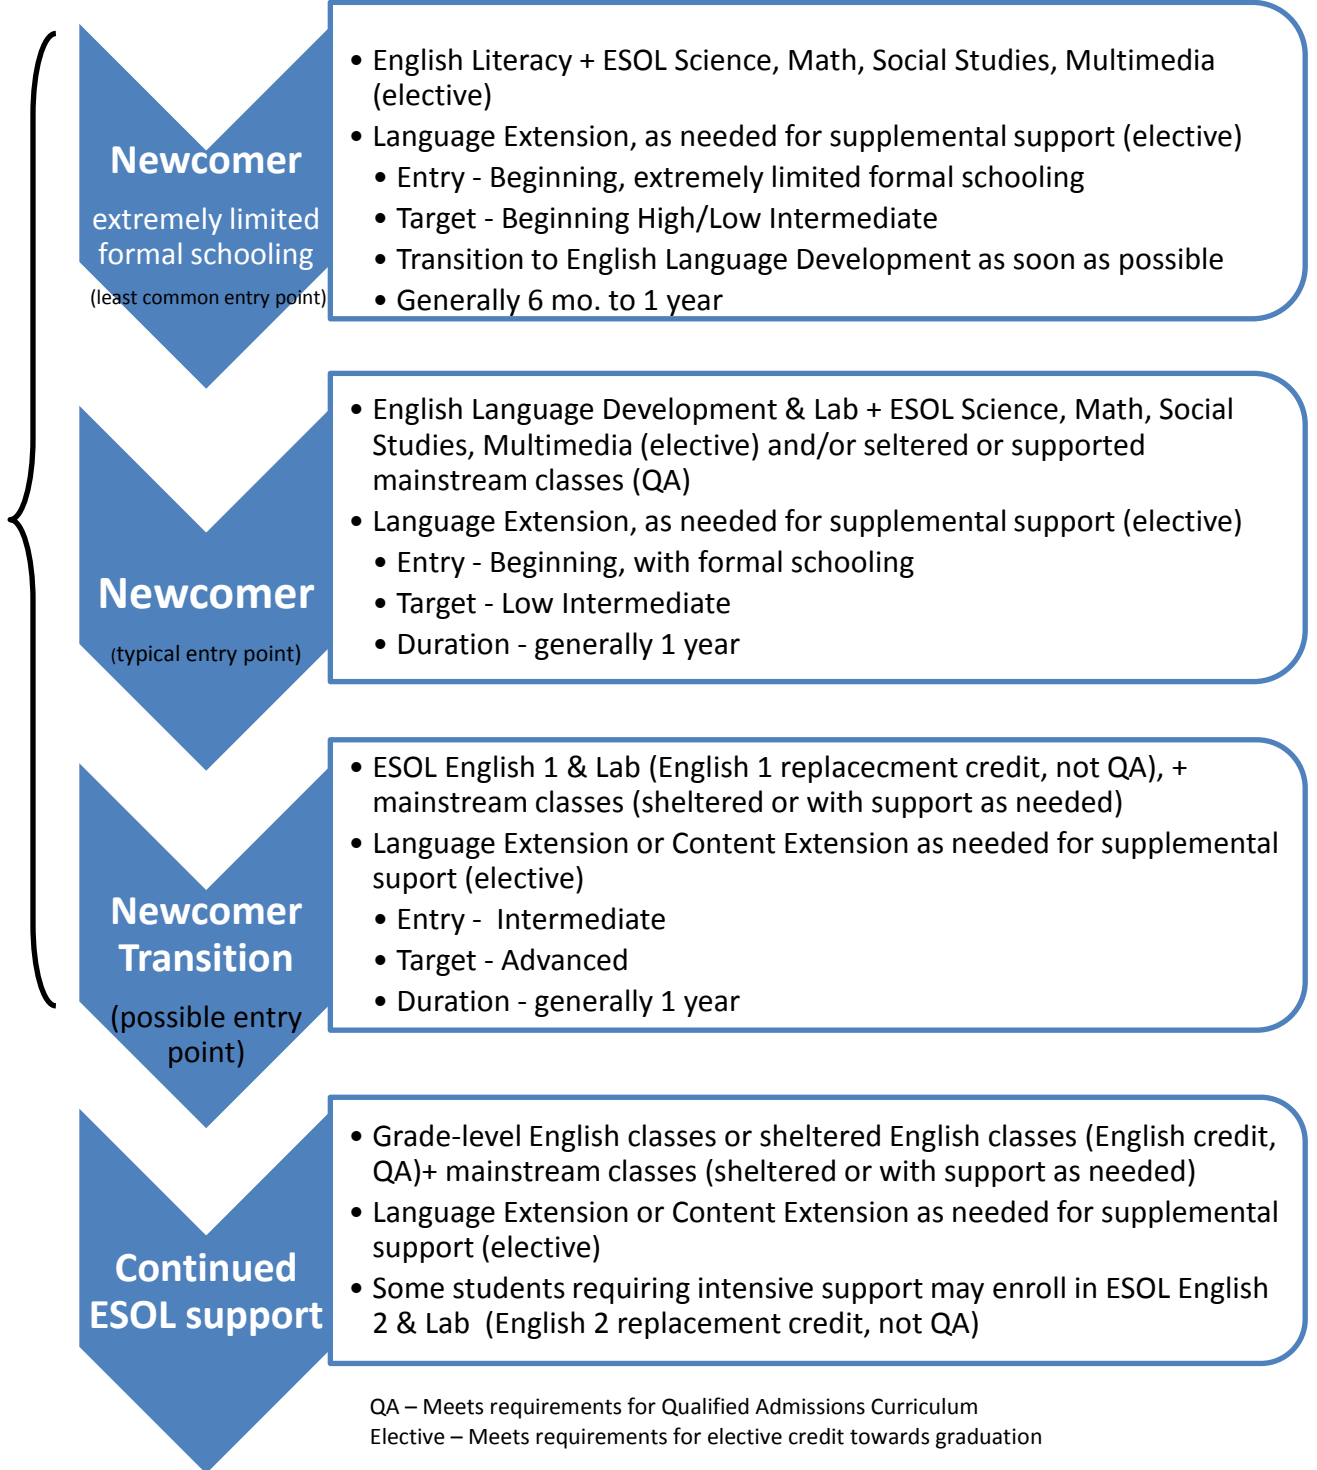 Newcomer
extremely limited
formal schooling
(least common entry point)
• English Literacy + ESOL Science, Math, Social Studies, Multimedia
(elective)
• Language Extension, as needed for supplemental support (elective)
• Entry - Beginning, extremely limited formal schooling
• Target - Beginning High/Low Intermediate
• Transition to English Language Development as soon as possible
• Generally 6 mo. to 1 year
Newcomer
(typical entry point)
• English Language Development & Lab + ESOL Science, Math, Social
Studies, Multimedia (elective) and/or seltered or supported
mainstream classes (QA)
• Language Extension, as needed for supplemental support (elective)
• Entry - Beginning, with formal schooling
• Target - Low Intermediate
• Duration - generally 1 year
Newcomer
Transition
(possible entry
point)
• ESOL English 1 & Lab (English 1 replacecment credit, not QA), +
mainstream classes (sheltered or with support as needed)
• Language Extension or Content Extension as needed for supplemental
suport (elective)
• Entry - Intermediate
• Target - Advanced
• Duration - generally 1 year
Continued
ESOL support
• Grade-level English classes or sheltered English classes (English credit,
QA)+ mainstream classes (sheltered or with support as needed)
• Language Extension or Content Extension as needed for supplemental
support (elective)
• Some students requiring intensive support may enroll in ESOL English
2 & Lab (English 2 replacement credit, not QA)
QA – Meets requirements for Qualified Admissions Curriculum
Elective – Meets requirements for elective credit towards graduation